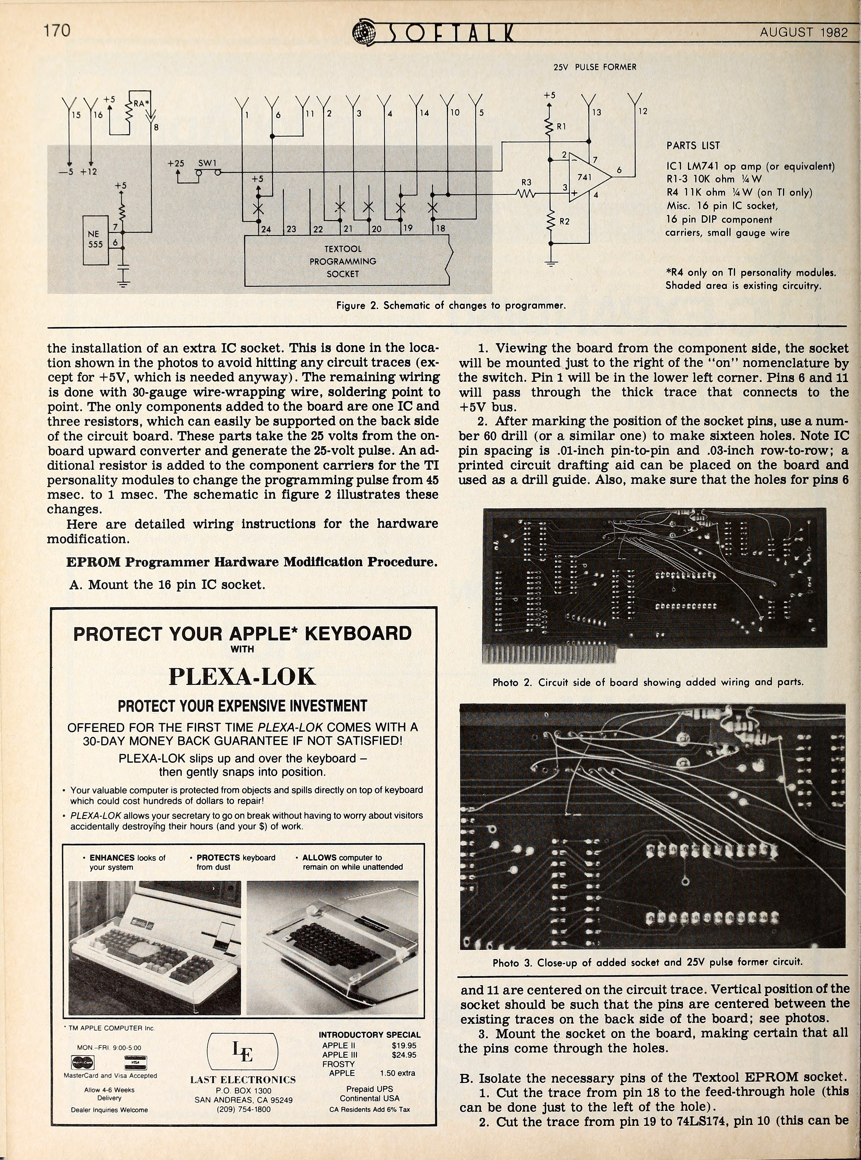 170
SOFTALK
AUGUST 1982
25V PULSE FORMER
15
16
+5
RA*
8
1
6
11
2
3
4
14
10
5
+5
13
12
R1
–5 +12
+25 SW1
+5
+5
NE
555
7
6
24
23
22
21
20
19
18
TEXTOOL
PROGRAMMING
SOCKET
R3
2
7
741
6
3
4
R2
PARTS LIST
IC1 LM741 op amp (or equivalent)
R1-3 10K ohm ¼W
R4 11K ohm ¼W (on TI only)
Misc. 16 pin IC socket,
16 pin DIP component
carriers, small gauge wire
*R4 only on TI personality modules.
Shaded area is existing circuitry.
Figure 2. Schematic of changes to programmer.
the installation of an extra IC socket. This is done in the loca-
tion shown in the photos to avoid hitting any circuit traces (ex-
cept for +5V, which is needed anyway). The remaining wiring
is done with 30-gauge wire-wrapping wire, soldering point to
point. The only components added to the board are one IC and
three resistors, which can easily be supported on the back side
of the circuit board. These parts take the 25 volts from the on-
board upward converter and generate the 25-volt pulse. An ad-
ditional resistor is added to the component carriers for the TI
personality modules to change the programming pulse from 45
msec. to 1 msec. The schematic in figure 2 illustrates these
changes.
Here are detailed wiring instructions for the hardware
modification.
EPROM Programmer Hardware Modification Procedure.
A. Mount the 16 pin IC socket.
PROTECT YOUR APPLE* KEYBOARD
WITH
PLEXA-LOK
PROTECT YOUR EXPENSIVE INVESTMENT
OFFERED FOR THE FIRST TIME PLEXA-LOK COMES WITH A
30-DAY MONEY BACK GUARANTEE IF NOT SATISFIED!
PLEXA-LOK slips up and over the keyboard –
then gently snaps into position.
• Your valuable computer is protected from objects and spills directly on top of keyboard
which could cost hundreds of dollars to repair!
• PLEXA-LOK allows your secretary to go on break without having to worry about visitors
accidentally destroying their hours (and your $) of work.
• ENHANCES looks of
your system
• PROTECTS keyboard
from dust
• ALLOWS computer to
remain on while unattended
* TM APPLE COMPUTER Inc.
MON.-FRI. 9:00-5:00
MasterCard and Visa Accepted
Allow 4-6 Weeks
Delivery
Dealer Inquiries Welcome
LE
LAST ELECTRONICS
P.O. BOX 1300
SAN ANDREAS, CA 95249
(209) 754-1800
INTRODUCTORY SPECIAL
APPLE II $19.95
APPLE III $24.95
FROSTY
APPLE 1.50 extra
Prepaid UPS
Continental USA
CA Residents Add 6% Tax
1. Viewing the board from the component side, the socket
will be mounted just to the right of the "on" nomenclature by
the switch. Pin 1 will be in the lower left corner. Pins 6 and 11
will pass through the thick trace that connects to the
+5V bus.
2. After marking the position of the socket pins, use a num-
ber 60 drill (or a similar one) to make sixteen holes. Note IC
pin spacing is .01-inch pin-to-pin and .03-inch row-to-row; a
printed circuit drafting aid can be placed on the board and
used as a drill guide. Also, make sure that the holes for pins 6
Photo 2. Circuit side of board showing added wiring and parts.
Photo 3. Close-up of added socket and 25V pulse former circuit.
and 11 are centered on the circuit trace. Vertical position of the
socket should be such that the pins are centered between the
existing traces on the back side of the board; see photos.
3. Mount the socket on the board, making certain that all
the pins come through the holes.
B. Isolate the necessary pins of the Textool EPROM socket.
1. Cut the trace from pin 18 to the feed-through hole (this
can be done just to the left of the hole).
2. Cut the trace from pin 19 to 74LS174, pin 10 (this can be